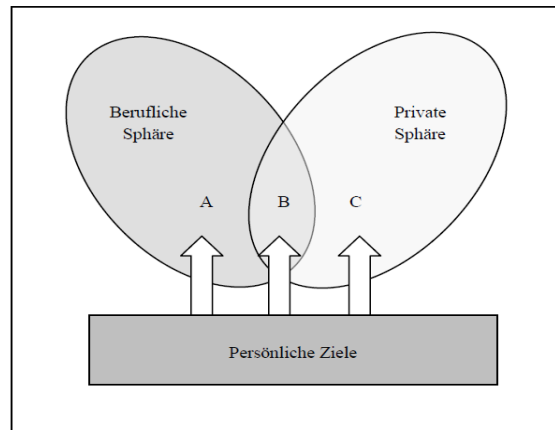 Berufliche
Sphäre
Private
Sphäre
A
B
C
Persönliche Ziele